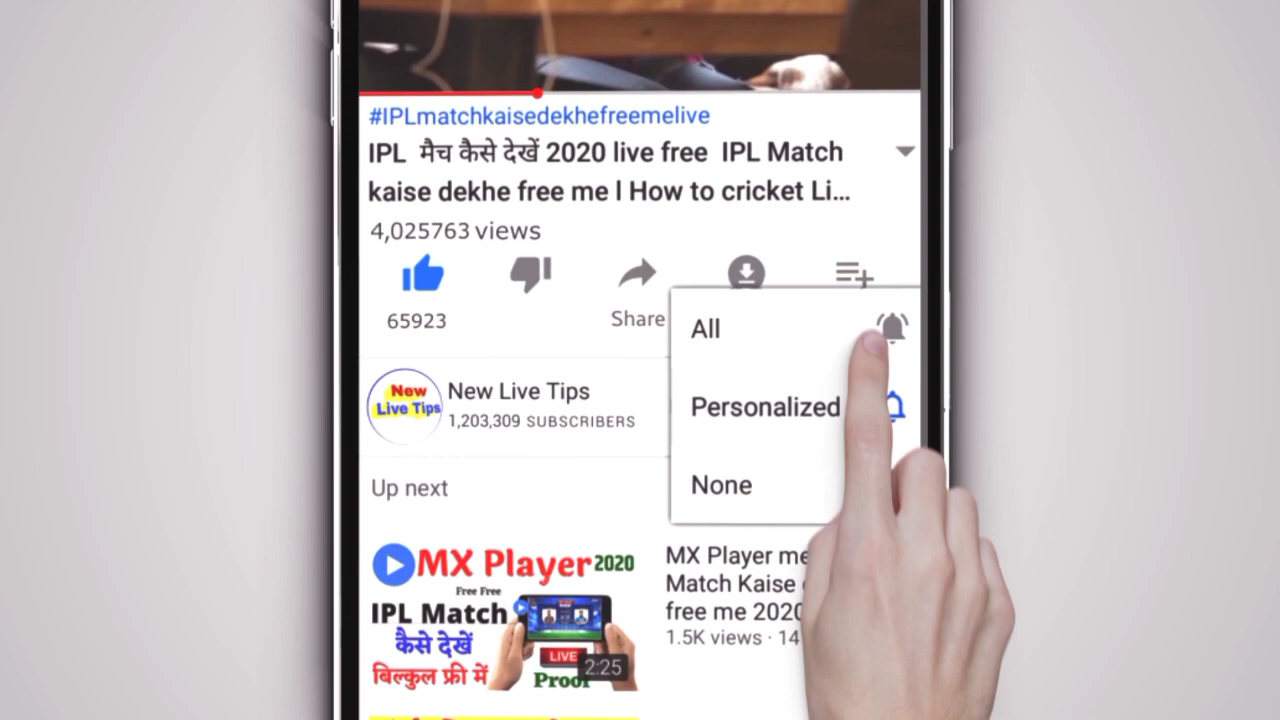 #IPLmatchkaisedekhefreemelive
IPL मैच कैसे देखें 2020 live free IPL Match
kaise dekhe free me l How to cricket Li...
4,025763 views
65923
Share
All
Personalized
None
New
Live Tips
New Live Tips
1,203,309 SUBSCRIBERS
Up next
MX Player 2020
Free Free
IPL Match
कैसे देखें
बिल्कुल फ्री में
LIVE
Proof
2:25
MX Player me
Match Kaise
free me 2020
1.5K views · 14